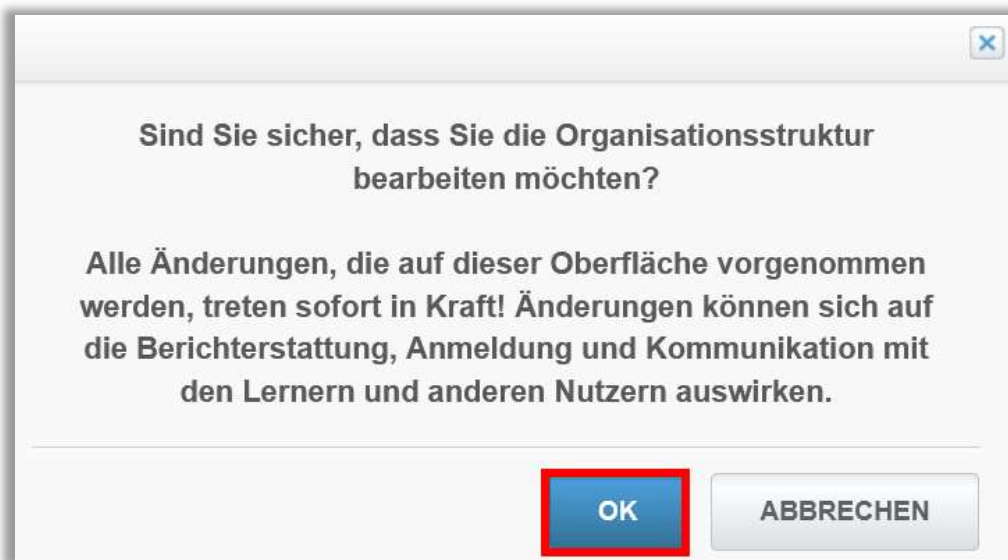 Sind Sie sicher, dass Sie die Organisationsstruktur
bearbeiten möchten?
Alle Änderungen, die auf dieser Oberfläche vorgenommen
werden, treten sofort in Kraft! Änderungen können sich auf
die Berichterstattung, Anmeldung und Kommunikation mit
den Lernern und anderen Nutzern auswirken.
OK ABBRECHEN